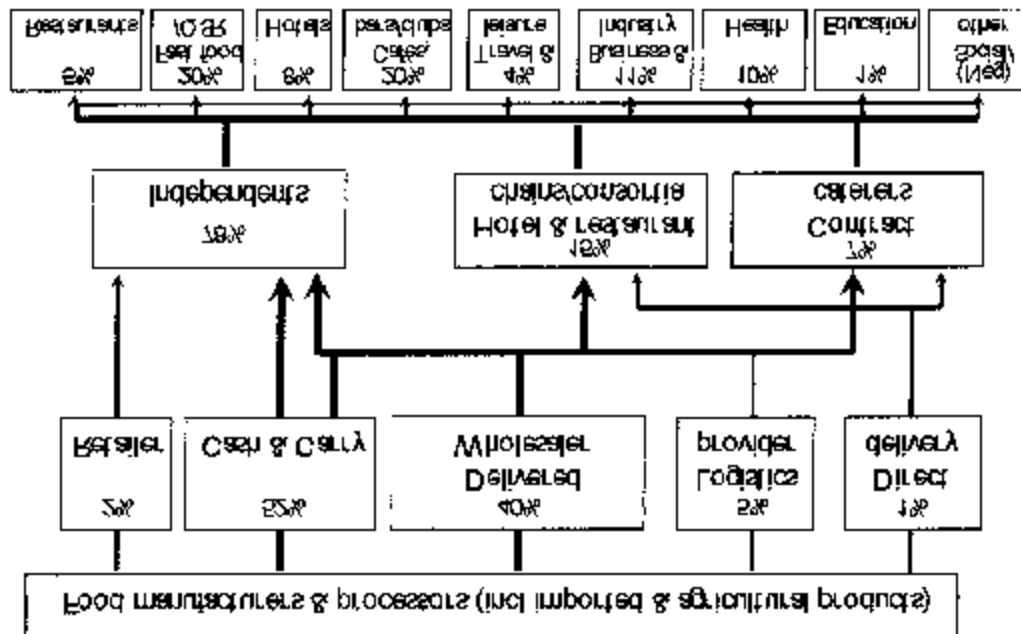 Food manufacturers & processors (incl imported & agricultural products)
2%
Retailer
52%
Cash & Carry
40%
Delivered
Wholesaler
5%
Logistics
provider
1%
Direct
delivery
78%
Independents
15%
Hotel & restaurant
chains/consortia
7%
Contract
caterers
5%
Restaurants
20%
Fast food
/QSR
8%
Hotels
20%
Cafes,
bars/clubs
4%
Travel &
leisure
11%
Business &
Industry
10%
Health
1%
Education
(Neg)
Social/
other